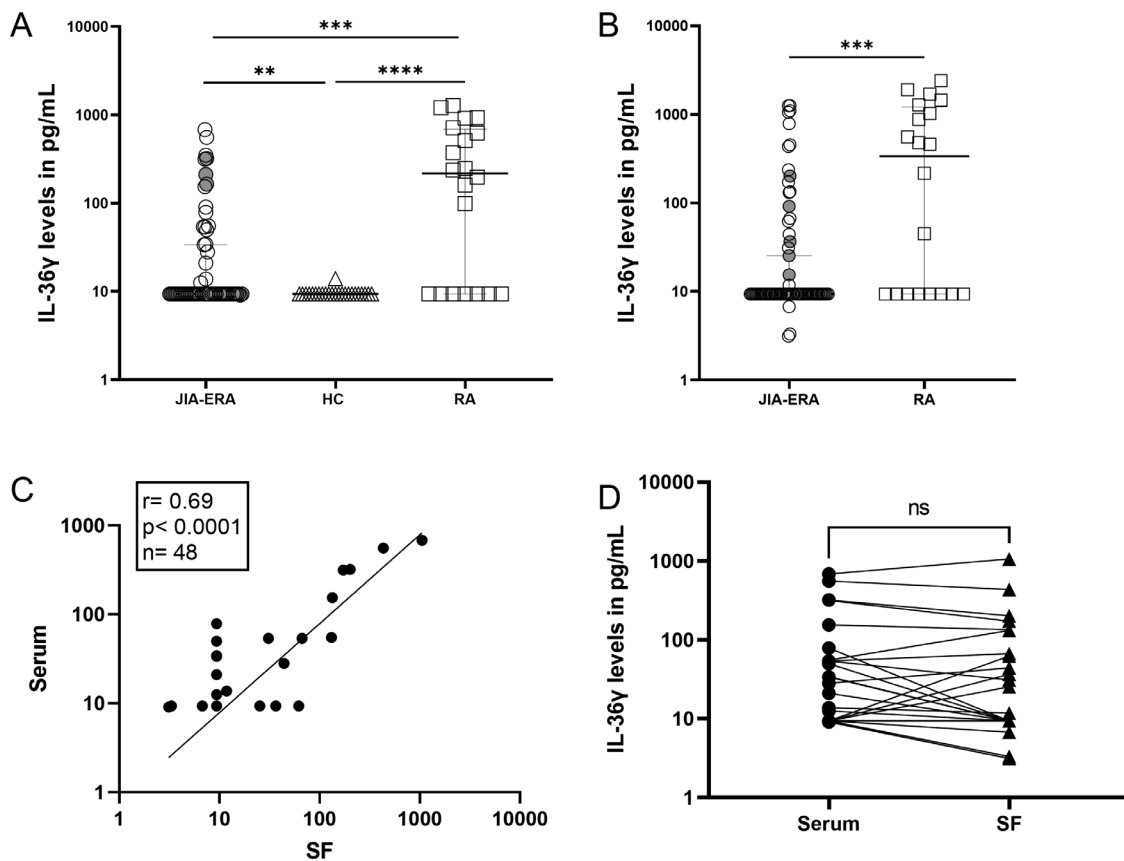 A
IL-36γ levels in pg/mL
10000
1000
100
10
1
***
**
****
JIA-ERA
HC
RA
B
IL-36γ levels in pg/mL
10000
1000
100
10
1
***
JIA-ERA
RA
C
r= 0.69
p< 0.0001
n= 48
Serum
1000
100
10
1
1
10
100
1000
10000
SF
D
IL-36γ levels in pg/mL
10000
1000
100
10
1
ns
Serum
SF